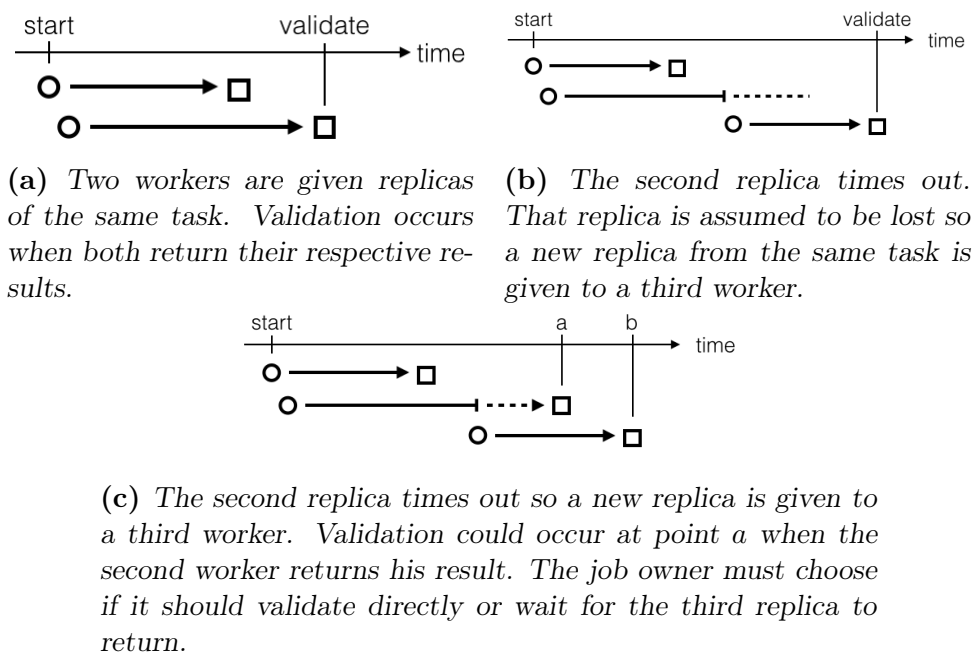 start validate
time
(a) Two workers are given replicas
of the same task. Validation occurs
when both return their respective re-
sults.
start validate
time
(b) The second replica times out.
That replica is assumed to be lost so
a new replica from the same task is
given to a third worker.
start a b
time
(c) The second replica times out so a new replica is given to
a third worker. Validation could occur at point a when the
second worker returns his result. The job owner must choose
if it should validate directly or wait for the third replica to
return.